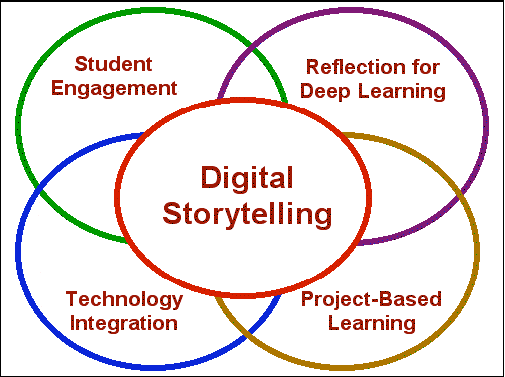 Student
Engagement
Reflection for
Deep Learning
Digital
Storytelling
Technology
Integration
Project-Based
Learning